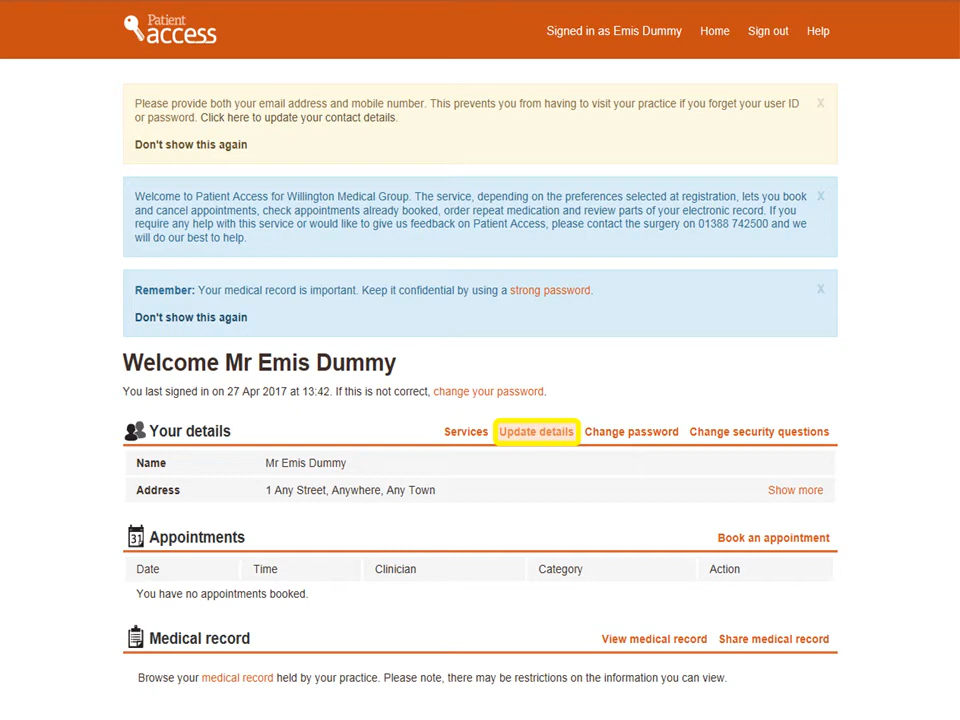 Patient
access
Signed in as Emis Dummy Home Sign out Help
Please provide both your email address and mobile number. This prevents you from having to visit your practice if you forget your user ID X
or password. Click here to update your contact details.
Don't show this again
Welcome to Patient Access for Willington Medical Group. The service, depending on the preferences selected at registration, lets you book X
and cancel appointments, check appointments already booked, order repeat medication and review parts of your electronic record. If you
require any help with this service or would like to give us feedback on Patient Access, please contact the surgery on 01388 742500 and we
will do our best to help.
Remember: Your medical record is important. Keep it confidential by using a strong password. X
Don't show this again
Welcome Mr Emis Dummy
You last signed in on 27 Apr 2017 at 13:42. If this is not correct, change your password.
Your details Services Update details Change password Change security questions
Name Mr Emis Dummy
Address 1 Any Street, Anywhere, Any Town Show more
31 Appointments Book an appointment
Date Time Clinician Category Action
You have no appointments booked.
Medical record View medical record Share medical record
Browse your medical record held by your practice. Please note, there may be restrictions on the information you can view.